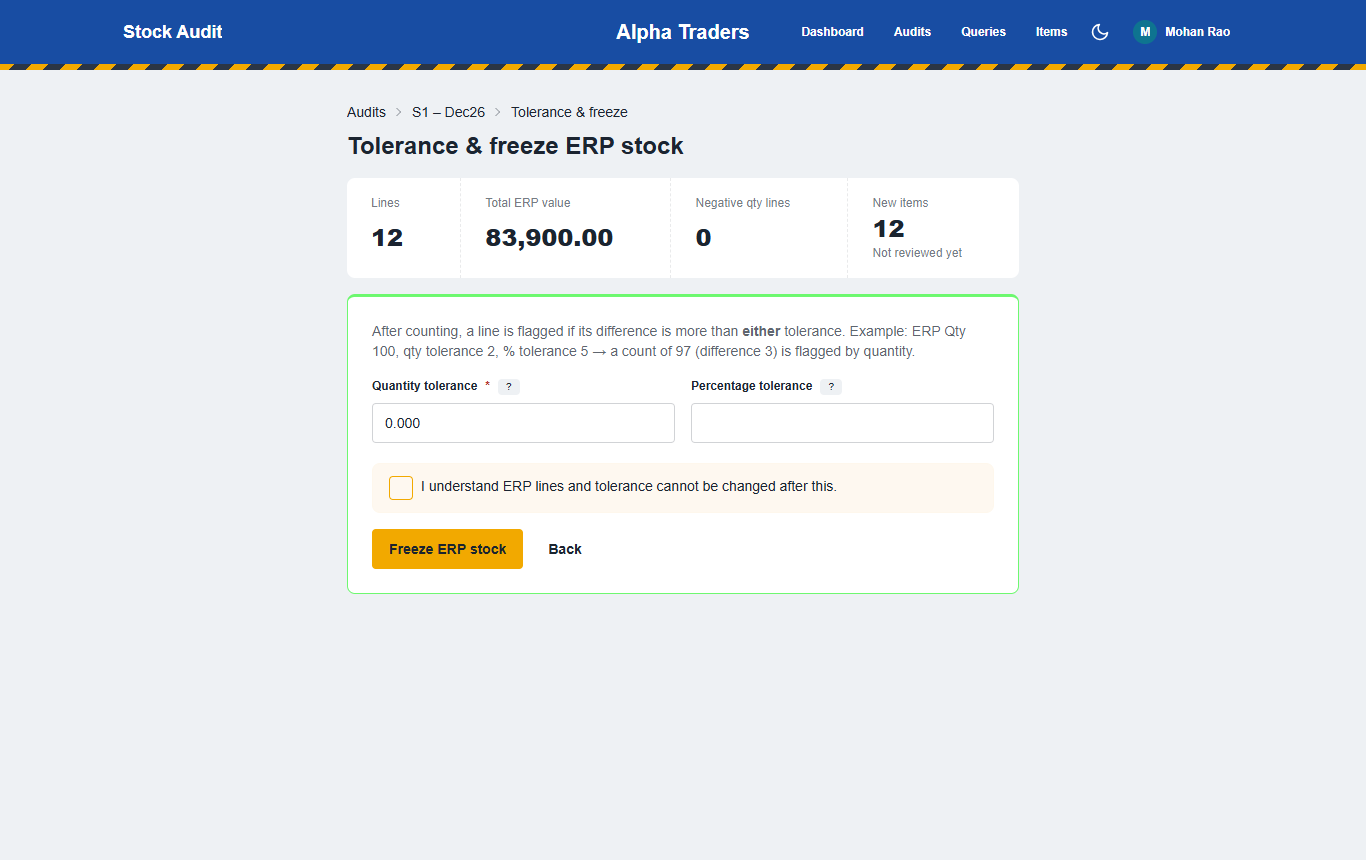 Stock Audit
Alpha Traders
Dashboard
Audits
Queries
Items
M
Mohan Rao
Audits > S1 – Dec26 > Tolerance & freeze
Tolerance & freeze ERP stock
Lines
12
Total ERP value
83,900.00
Negative qty lines
0
New items
12
Not reviewed yet
After counting, a line is flagged if its difference is more than either tolerance. Example: ERP Qty
100, qty tolerance 2, % tolerance 5 → a count of 97 (difference 3) is flagged by quantity.
Quantity tolerance * ?
0.000
Percentage tolerance ?
I understand ERP lines and tolerance cannot be changed after this.
Freeze ERP stock
Back